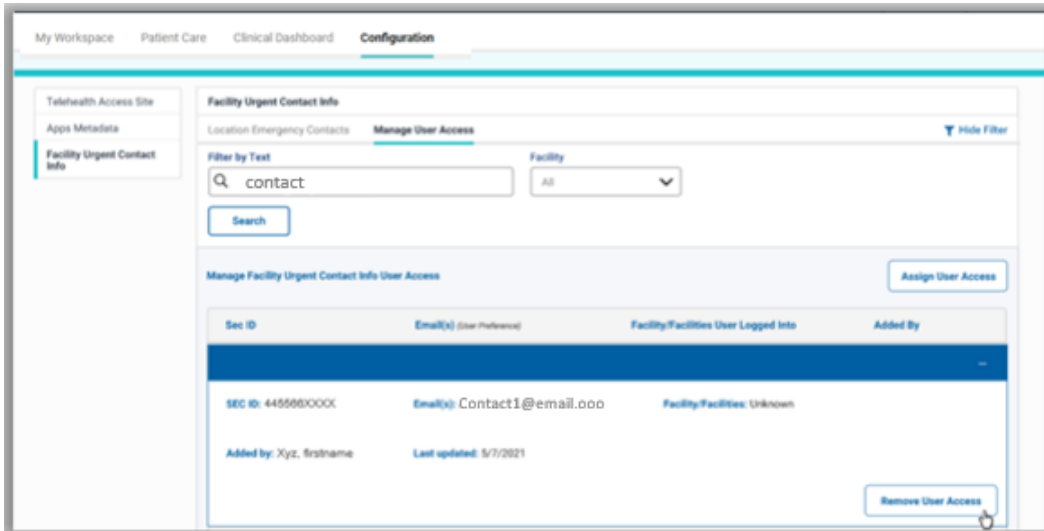 My Workspace Patient Care Clinical Dashboard Configuration
Telehealth Access Site
Apps Metadata
Facility Urgent Contact
Info
Facility Urgent Contact Info
Location Emergency Contacts Manage User Access Hide Filter
Filter by Text Facility
contact All
Search
Manage Facility Urgent Contact Info User Access Assign User Access
Sec ID Email(s) (User Preference) Facility/Facilities User Logged Into Added By
SEC ID: 445566XXXX Email(s): Contact1@email.ooo Facility/Facilities: Unknown
Added by: Xyz, firstname Last updated: 5/7/2021
Remove User Access